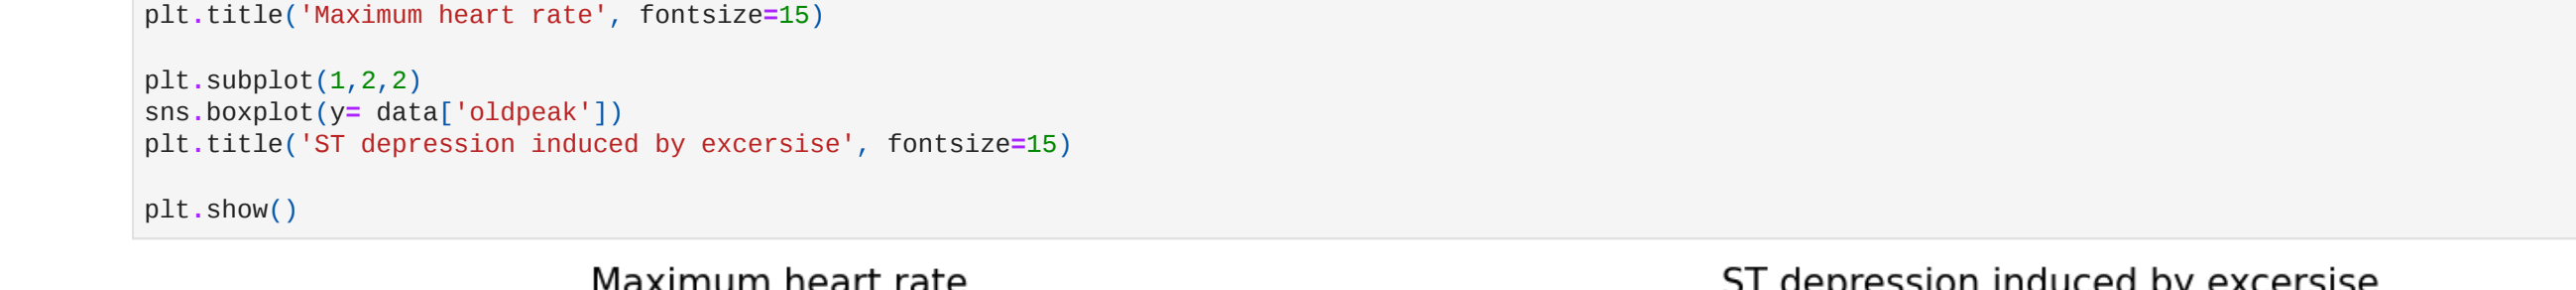 plt.title('Maximum heart rate', fontsize=15)
plt.subplot(1,2,2)
sns.boxplot(y= data['oldpeak'])
plt.title('ST depression induced by excersise', fontsize=15)
plt.show()
Maximum heart rate
ST depression induced by excersise